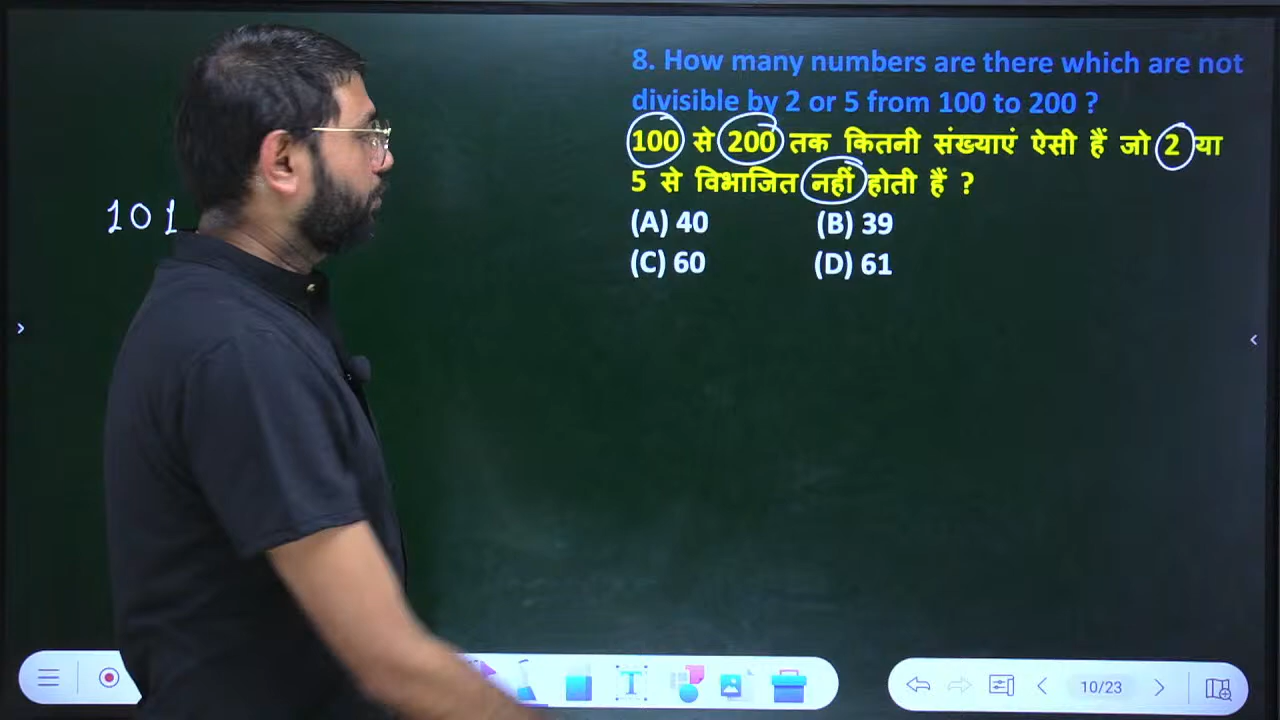 8. How many numbers are there which are not
divisible by 2 or 5 from 100 to 200 ?
100 से 200 तक कितनी संख्याएं ऐसी हैं जो 2 या
5 से विभाजित नहीं होती हैं ?
(A) 40 (B) 39
(C) 60 (D) 61
101
T
10/23